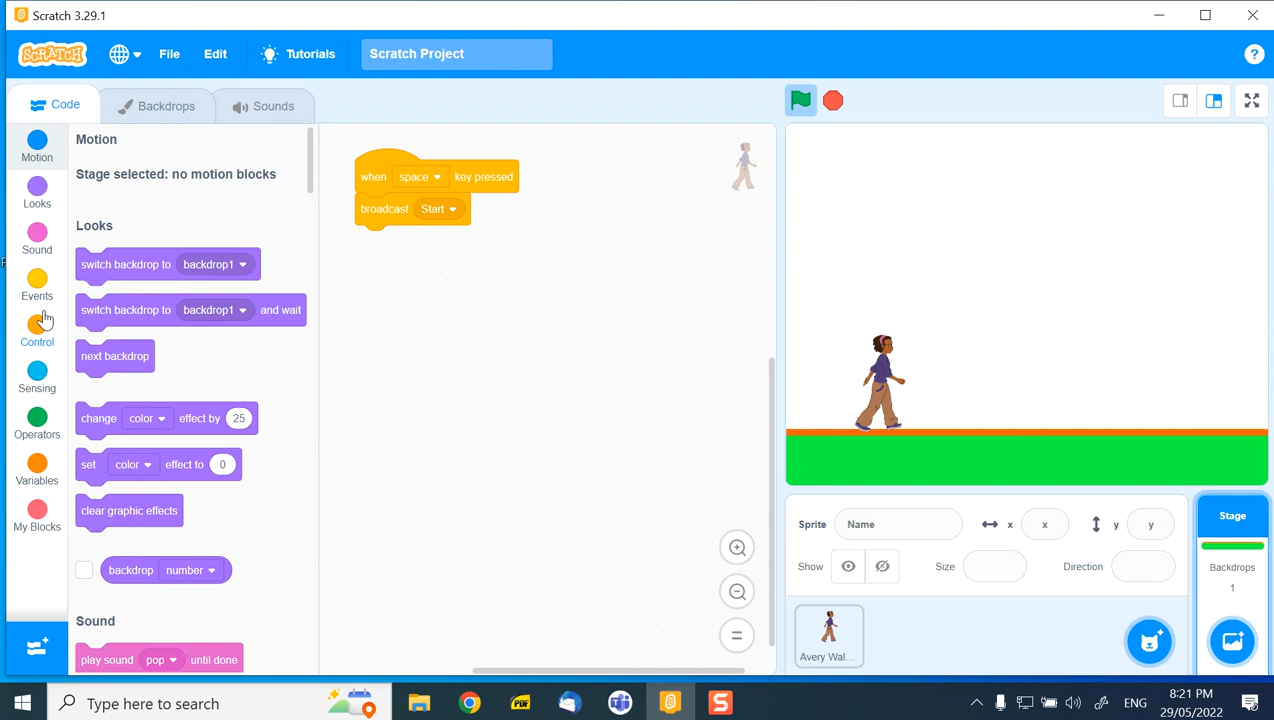 Scratch 3.29.1
SCRATCH File Edit Tutorials Scratch Project ?
Code Backdrops Sounds
Motion
Looks
Sound
Events
Control
Sensing
Operators
Variables
My Blocks
Motion
Stage selected: no motion blocks
Looks
switch backdrop to backdrop1
switch backdrop to backdrop1 and wait
next backdrop
change color effect by 25
set color effect to 0
clear graphic effects
backdrop number
Sound
play sound pop until done
when space key pressed
broadcast Start
Sprite Name x x y y
Show Size Direction
Avery Wal...
Stage
Backdrops
1
Type here to search
ENG
8:21 PM
29/05/2022